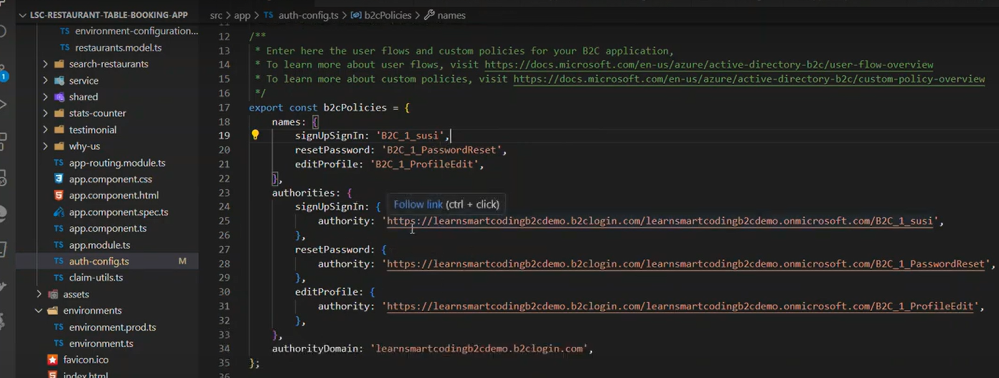 LSC-RESTAURANT-TABLE-BOOKING-APP
TS environment-configuration...
TS restaurants.model.ts
search-restaurants
service
shared
stats-counter
testimonial
why-us
TS app-routing.module.ts
app.component.css
app.component.html
app.component.spec.ts
TS app.component.ts
TS app.module.ts
TS auth-config.ts M
TS claim-utils.ts
assets
environments
TS environment.prod.ts
TS environment.ts
favicon.ico
index.html
1
src > app > TS auth-config.ts > b2cPolicies > names
12 /**
13 * Enter here the user flows and custom policies for your B2C application,
14 * To learn more about user flows, visit https://docs.microsoft.com/en-us/azure/active-directory-b2c/user-flow-overview
15 * To learn more about custom policies, visit https://docs.microsoft.com/en-us/azure/active-directory-b2c/custom-policy-overview
16 */
17 export const b2cPolicies = {
18 names: {
19 signUpSignIn: 'B2C_1_susi',
20 resetPassword: 'B2C_1_PasswordReset',
21 editProfile: 'B2C_1_ProfileEdit',
22 },
23 authorities: {
24 signUpSignIn: {
Follow link (ctrl + click)
25 authority: 'https://learnsmartcodingb2cdemo.b2clogin.com/learnsmartcodingb2cdemo.onmicrosoft.com/B2C_1_susi',
26 },
27 resetPassword: {
28 authority: 'https://learnsmartcodingb2cdemo.b2clogin.com/learnsmartcodingb2cdemo.onmicrosoft.com/B2C_1_PasswordReset',
29 },
30 editProfile: {
31 authority: 'https://learnsmartcodingb2cdemo.b2clogin.com/learnsmartcodingb2cdemo.onmicrosoft.com/B2C_1_ProfileEdit',
32 },
33 },
34 authorityDomain: 'learnsmartcodingb2cdemo.b2clogin.com',
35 };
36